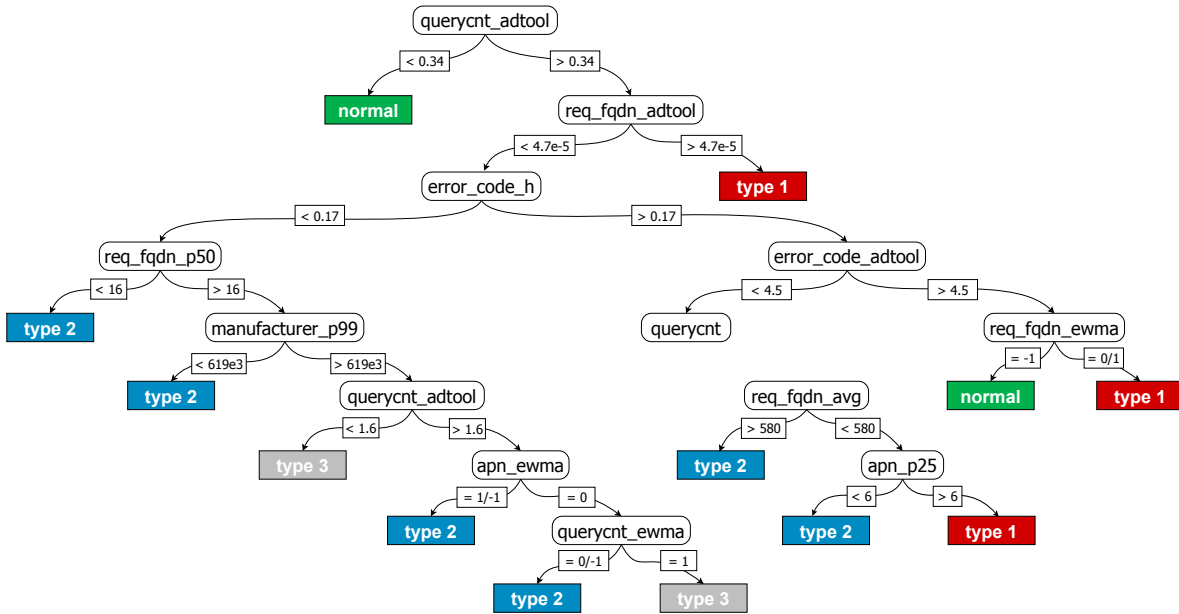 querycnt_adtool
< 0.34
> 0.34
normal
req_fqdn_adtool
< 4.7e-5
> 4.7e-5
error_code_h
type 1
< 0.17
> 0.17
req_fqdn_p50
error_code_adtool
< 16
> 16
< 4.5
> 4.5
type 2
manufacturer_p99
querycnt
req_fqdn_ewma
< 619e3
> 619e3
= -1
= 0/1
type 2
querycnt_adtool
req_fqdn_avg
normal
type 1
< 1.6
> 1.6
> 580
< 580
type 3
apn_ewma
type 2
apn_p25
= 1/-1
= 0
< 6
> 6
type 2
querycnt_ewma
type 2
type 1
= 0/-1
= 1
type 2
type 3